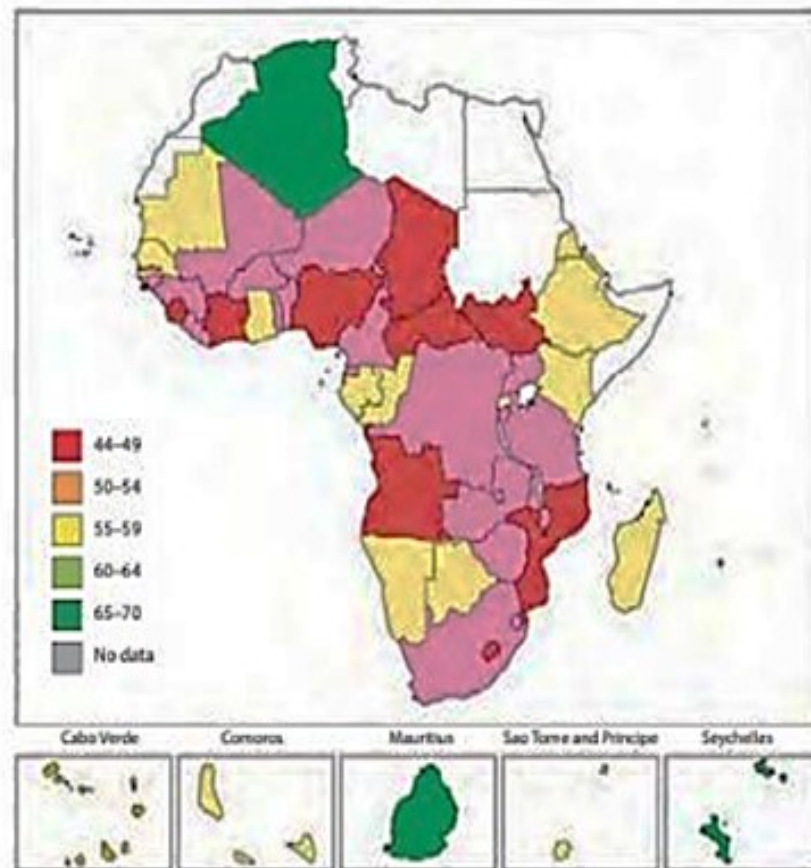 44–49
50–54
55–59
60–64
65–70
No data
Cabo Verde
Comoros
Mauritius
Sao Tome and Principe
Seychelles